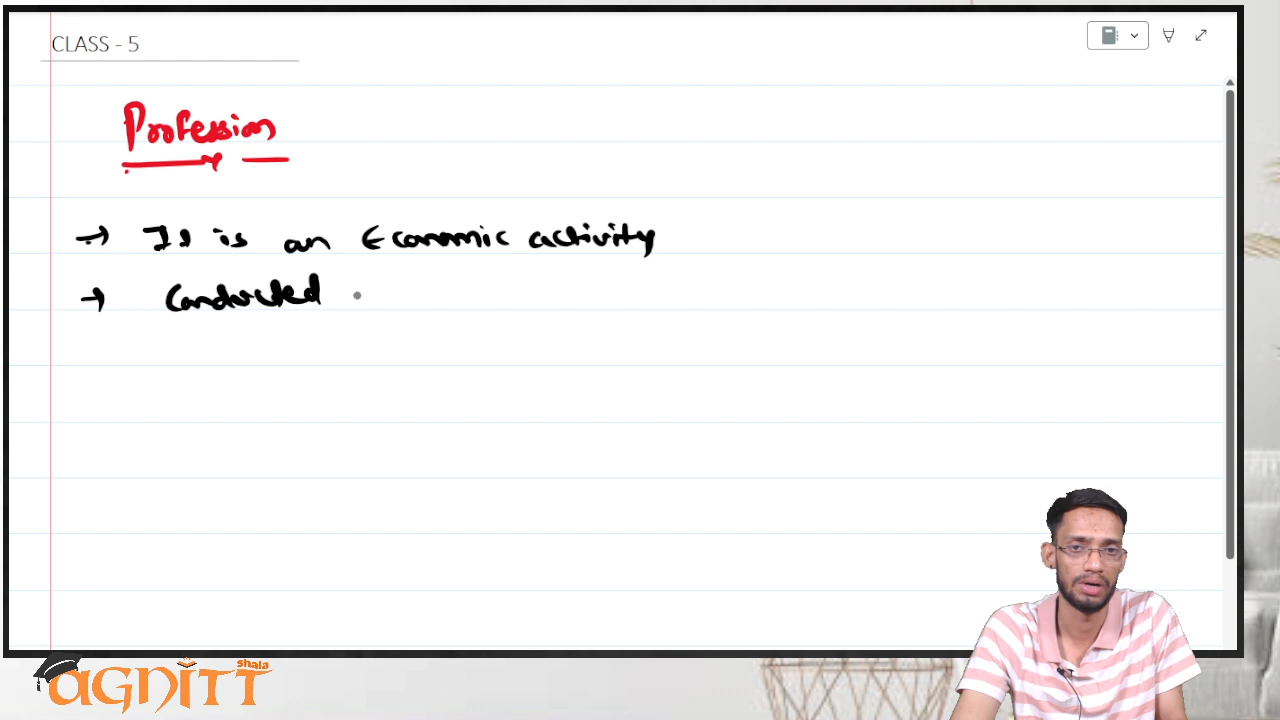 CLASS - 5
Profession
→ It is an Economic activity
→ Conducted
shala
AGNITT